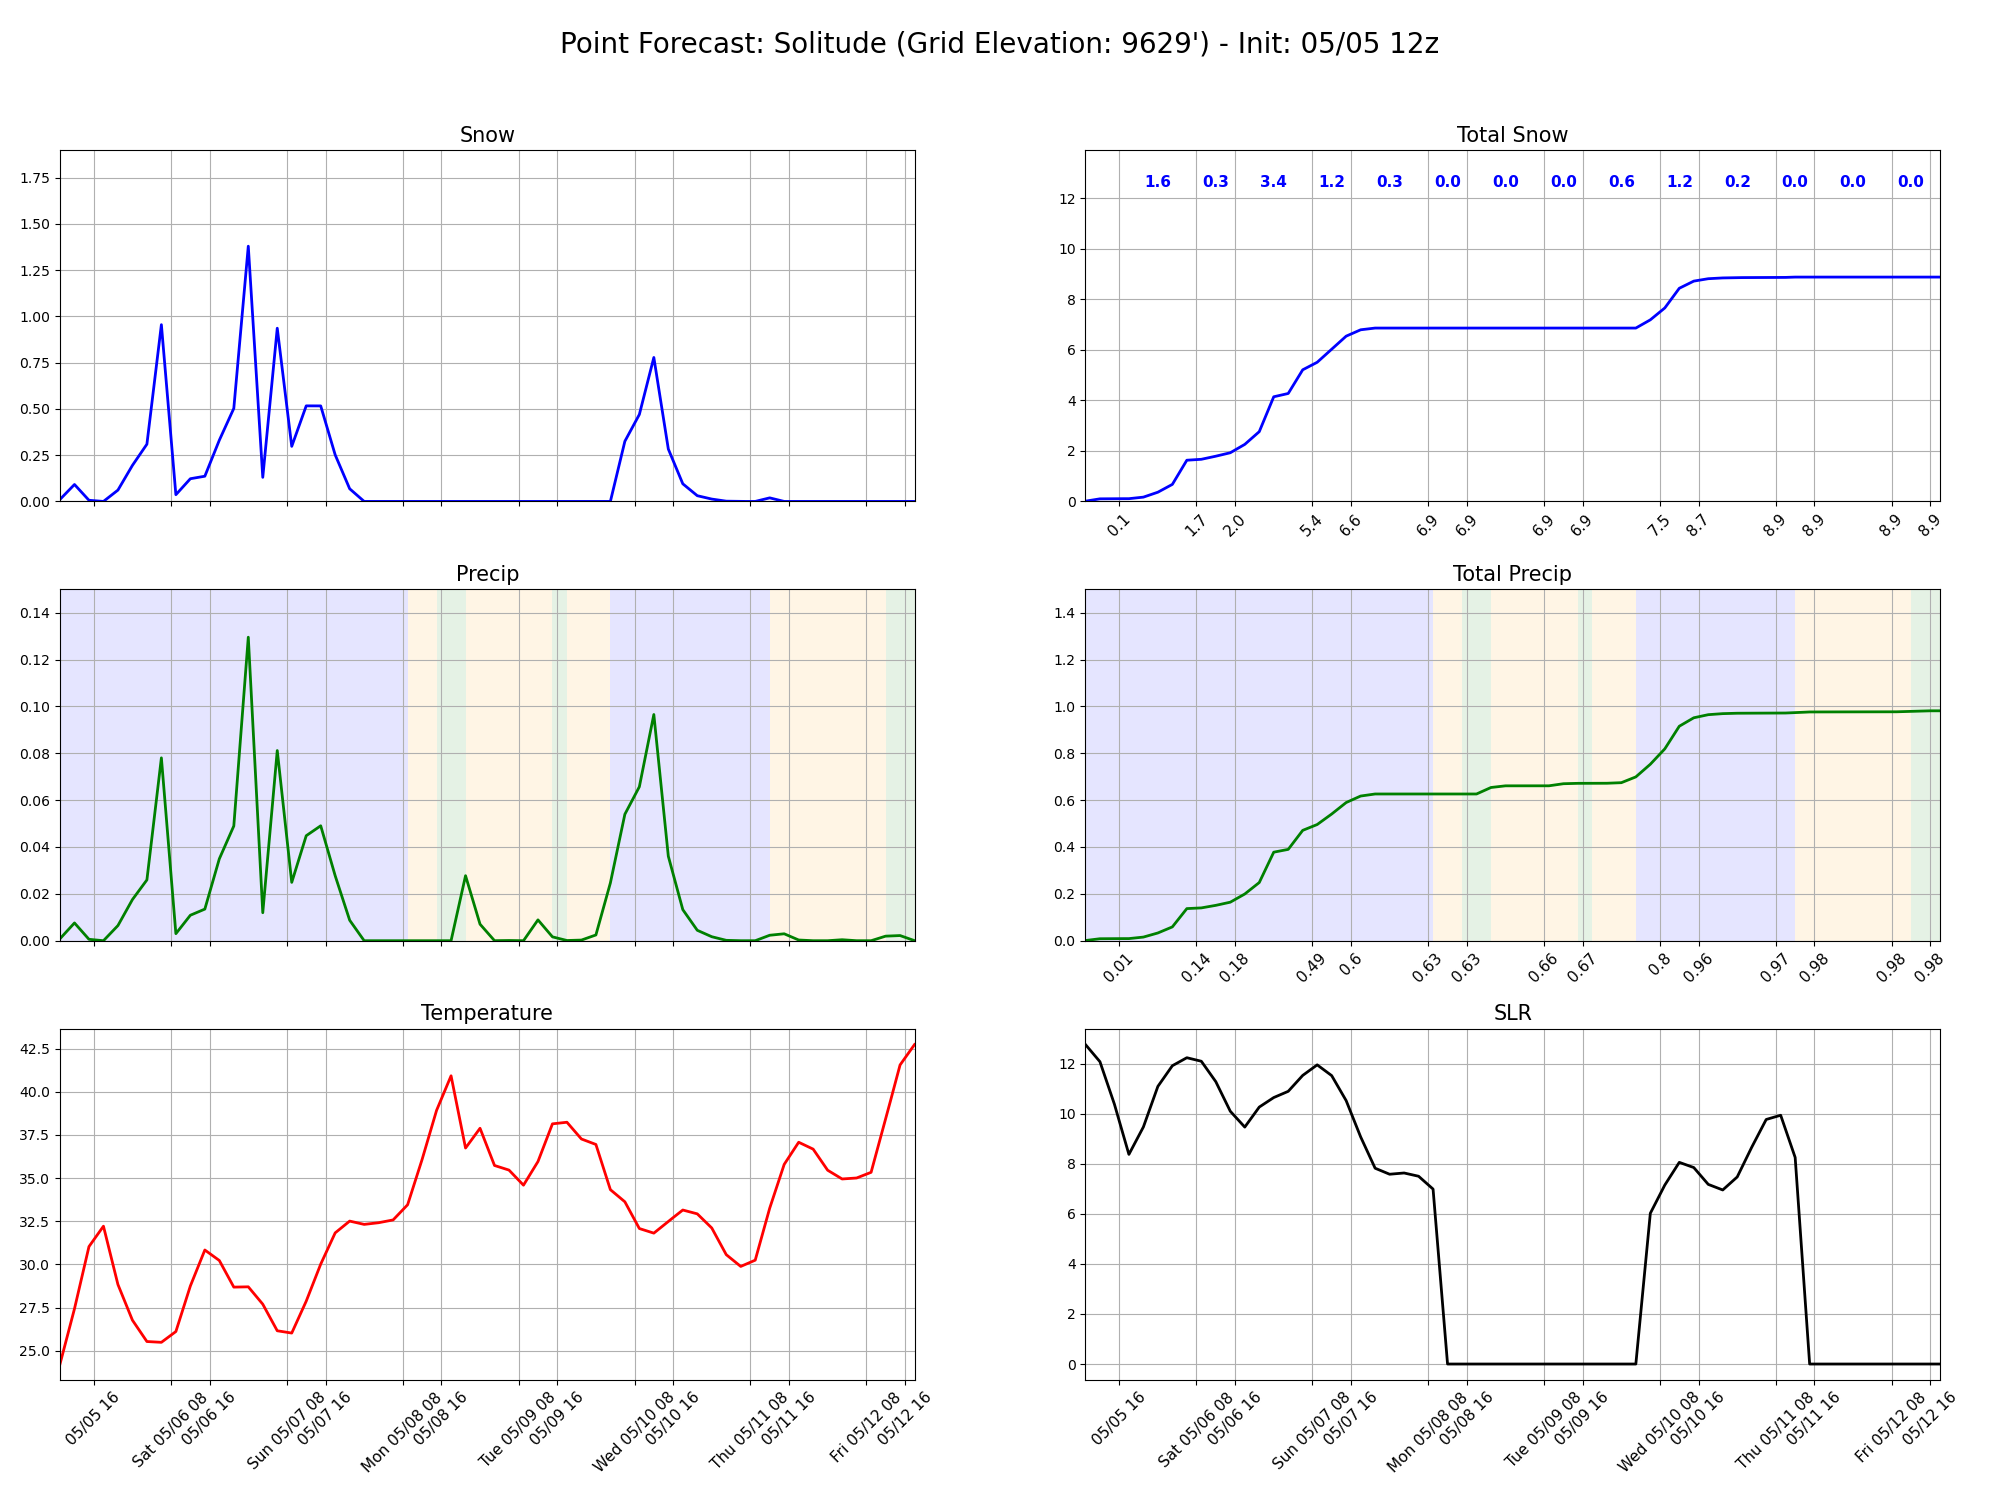 Point Forecast: Solitude (Grid Elevation: 9629') - Init: 05/05 12z
Snow
1.75
1.50
1.25
1.00
0.75
0.50
0.25
0.00
Total Snow
1.6 0.3 3.4 1.2 0.3 0.0 0.0 0.0 0.6 1.2 0.2 0.0 0.0 0.0
12
10
8
6
4
2
0
0.1 1.7 2.0 5.4 6.6 6.9 6.9 6.9 6.9 7.5 8.7 8.9 8.9 8.9 8.9
Precip
0.14
0.12
0.10
0.08
0.06
0.04
0.02
0.00
Total Precip
1.4
1.2
1.0
0.8
0.6
0.4
0.2
0.0
0.01 0.14 0.18 0.49 0.6 0.63 0.63 0.66 0.67 0.8 0.96 0.97 0.98 0.98 0.98
Temperature
42.5
40.0
37.5
35.0
32.5
30.0
27.5
25.0
05/05 16
Sat 05/06 08
05/06 16
Sun 05/07 08
05/07 16
Mon 05/08 08
05/08 16
Tue 05/09 08
05/09 16
Wed 05/10 08
05/10 16
Thu 05/11 08
05/11 16
Fri 05/12 08
05/12 16
SLR
12
10
8
6
4
2
0
05/05 16
Sat 05/06 08
05/06 16
Sun 05/07 08
05/07 16
Mon 05/08 08
05/08 16
Tue 05/09 08
05/09 16
Wed 05/10 08
05/10 16
Thu 05/11 08
05/11 16
Fri 05/12 08
05/12 16